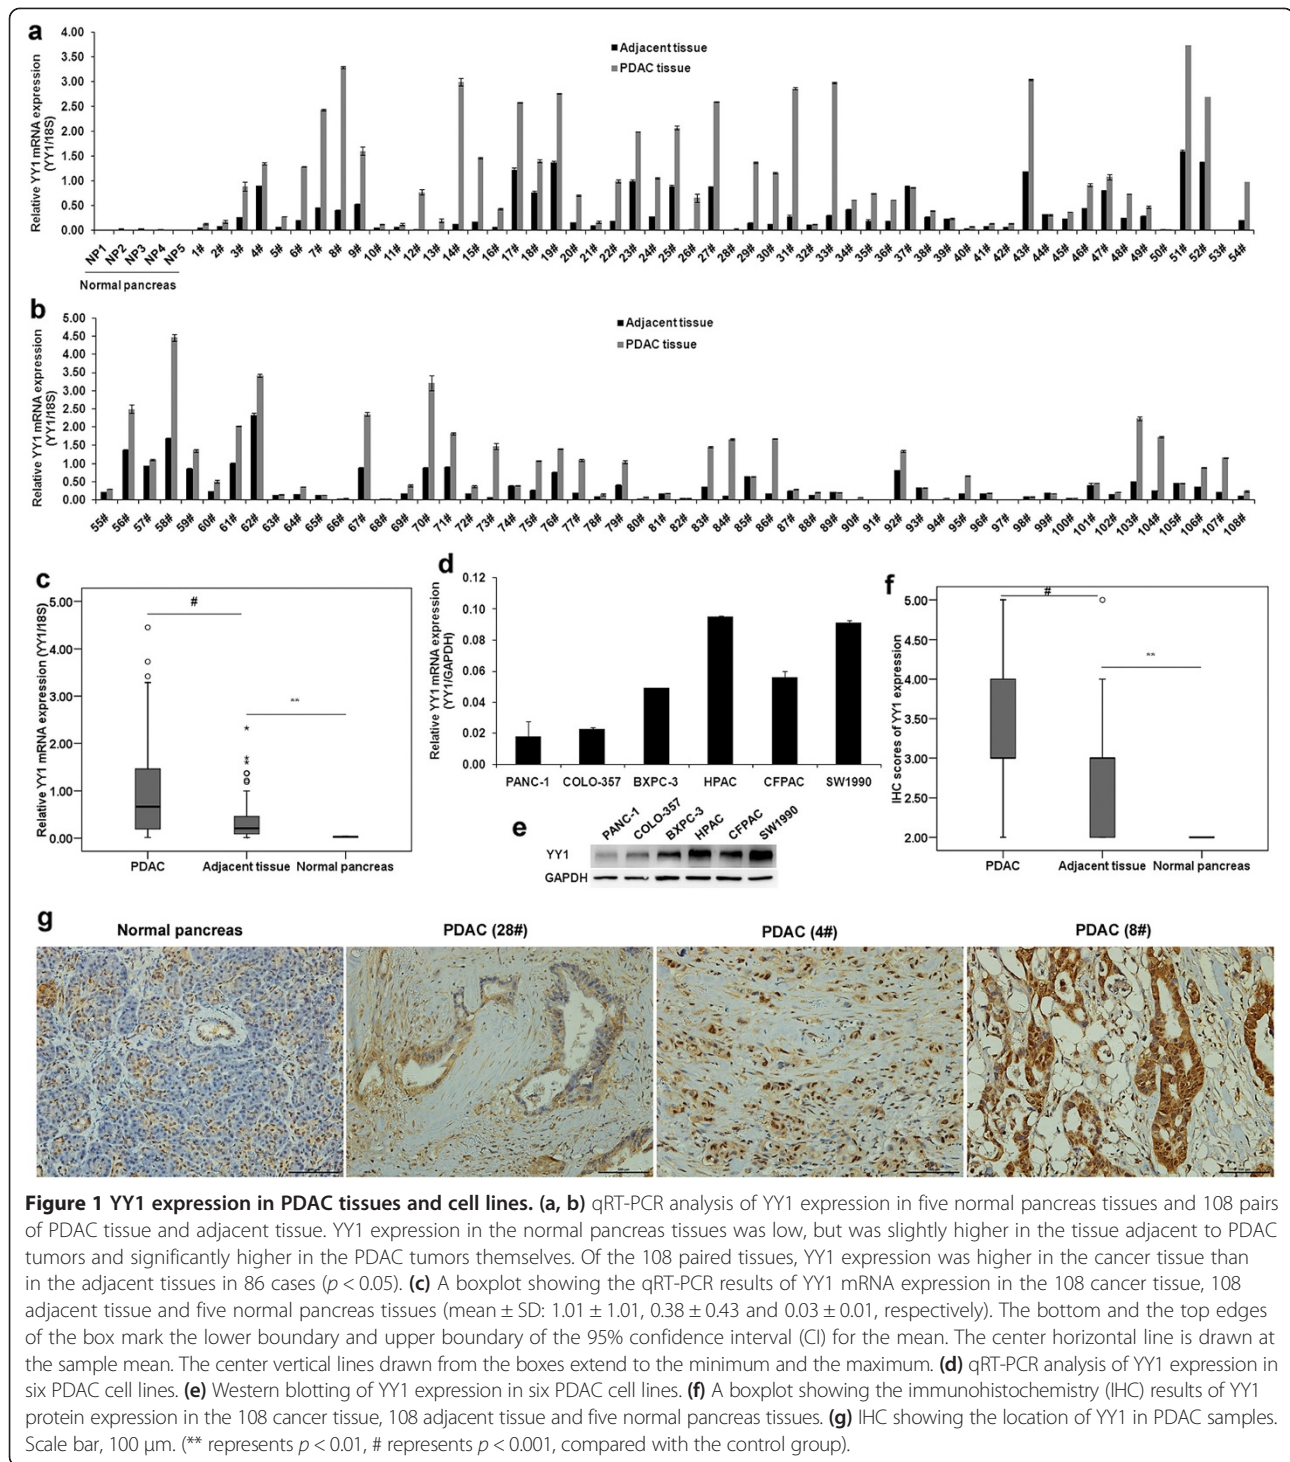 a
Relative YY1 mRNA expression
(YY1/18S)
4.00
3.50
3.00
2.50
2.00
1.50
1.00
0.50
0.00
Adjacent tissue
PDAC tissue
NP1 NP2 NP3 NP4 NP5 1# 2# 3# 4# 5# 6# 7# 8# 9# 10# 11# 12# 13# 14# 15# 16# 17# 18# 19# 20# 21# 22# 23# 24# 25# 26# 27# 28# 29# 30# 31# 32# 33# 34# 35# 36# 37# 38# 39# 40# 41# 42# 43# 44# 45# 46# 47# 48# 49# 50# 51# 52# 53# 54#
Normal pancreas
b
Relative YY1 mRNA expression
(YY1/18S)
5.00
4.50
4.00
3.50
3.00
2.50
2.00
1.50
1.00
0.50
0.00
Adjacent tissue
PDAC tissue
55# 56# 57# 58# 59# 60# 61# 62# 63# 64# 65# 66# 67# 68# 69# 70# 71# 72# 73# 74# 75# 76# 77# 78# 79# 80# 81# 82# 83# 84# 85# 86# 87# 88# 89# 90# 91# 92# 93# 94# 95# 96# 97# 98# 99# 100# 101# 102# 103# 104# 105# 106# 107# 108#
c
Relative YY1 mRNA expression (YY1/18S)
5.00
4.00
3.00
2.00
1.00
0.00
#
**
PDAC Adjacent tissue Normal pancreas
d
Relative YY1 mRNA expression
(YY1/GAPDH)
0.12
0.10
0.08
0.06
0.04
0.02
0.00
PANC-1 COLO-357 BXPC-3 HPAC CFPAC SW1990
e
PANC-1 COLO-357 BXPC-3 HPAC CFPAC SW1990
YY1
GAPDH
f
IHC scores of YY1 expression
5.00
4.50
4.00
3.50
3.00
2.50
2.00
#
**
PDAC Adjacent tissue Normal pancreas
g
Normal pancreas PDAC (28#) PDAC (4#) PDAC (8#)
Figure 1 YY1 expression in PDAC tissues and cell lines. (a, b) qRT-PCR analysis of YY1 expression in five normal pancreas tissues and 108 pairs
of PDAC tissue and adjacent tissue. YY1 expression in the normal pancreas tissues was low, but was slightly higher in the tissue adjacent to PDAC
tumors and significantly higher in the PDAC tumors themselves. Of the 108 paired tissues, YY1 expression was higher in the cancer tissue than
in the adjacent tissues in 86 cases (p < 0.05). (c) A boxplot showing the qRT-PCR results of YY1 mRNA expression in the 108 cancer tissue, 108
adjacent tissue and five normal pancreas tissues (mean ± SD: 1.01 ± 1.01, 0.38 ± 0.43 and 0.03 ± 0.01, respectively). The bottom and the top edges
of the box mark the lower boundary and upper boundary of the 95% confidence interval (CI) for the mean. The center horizontal line is drawn at
the sample mean. The center vertical lines drawn from the boxes extend to the minimum and the maximum. (d) qRT-PCR analysis of YY1 expression in
six PDAC cell lines. (e) Western blotting of YY1 expression in six PDAC cell lines. (f) A boxplot showing the immunohistochemistry (IHC) results of YY1
protein expression in the 108 cancer tissue, 108 adjacent tissue and five normal pancreas tissues. (g) IHC showing the location of YY1 in PDAC samples.
Scale bar, 100 μm. (** represents p < 0.01, # represents p < 0.001, compared with the control group).